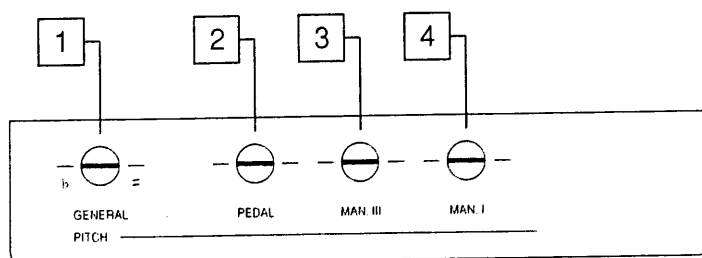 1 2 3 4
GENERAL PEDAL MAN. III MAN. I
PITCH